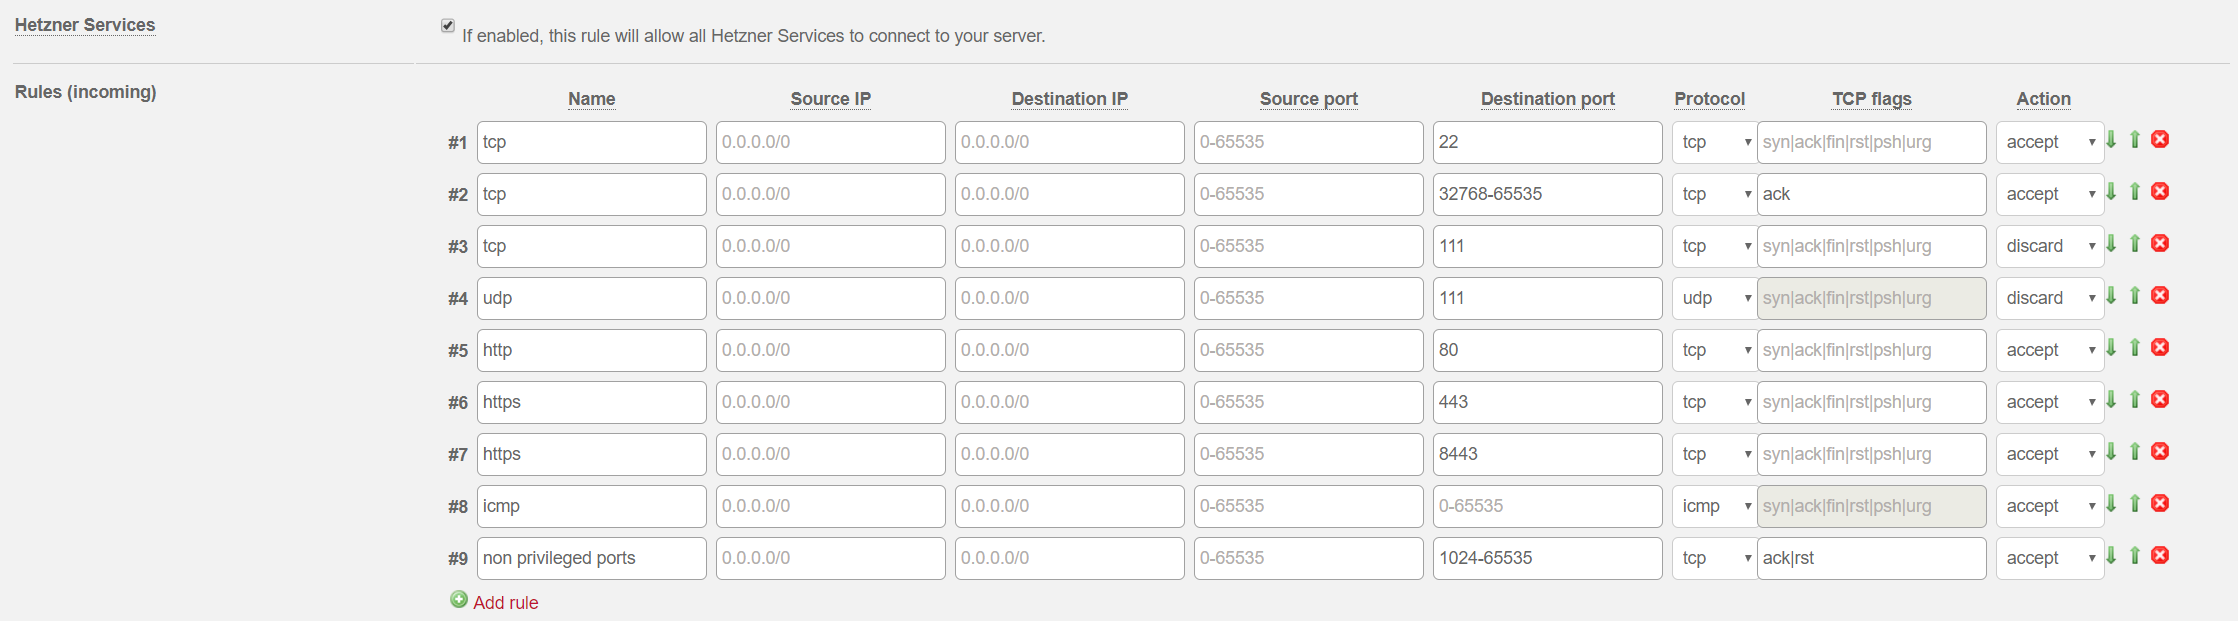 Hetzner Services
If enabled, this rule will allow all Hetzner Services to connect to your server.
Rules (incoming)
Name Source IP Destination IP Source port Destination port Protocol TCP flags Action
#1 tcp 0.0.0.0/0 0.0.0.0/0 0-65535 22 tcp syn|ack|fin|rst|psh|urg accept
#2 tcp 0.0.0.0/0 0.0.0.0/0 0-65535 32768-65535 tcp ack accept
#3 tcp 0.0.0.0/0 0.0.0.0/0 0-65535 111 tcp syn|ack|fin|rst|psh|urg discard
#4 udp 0.0.0.0/0 0.0.0.0/0 0-65535 111 udp syn|ack|fin|rst|psh|urg discard
#5 http 0.0.0.0/0 0.0.0.0/0 0-65535 80 tcp syn|ack|fin|rst|psh|urg accept
#6 https 0.0.0.0/0 0.0.0.0/0 0-65535 443 tcp syn|ack|fin|rst|psh|urg accept
#7 https 0.0.0.0/0 0.0.0.0/0 0-65535 8443 tcp syn|ack|fin|rst|psh|urg accept
#8 icmp 0.0.0.0/0 0.0.0.0/0 0-65535 0-65535 icmp syn|ack|fin|rst|psh|urg accept
#9 non privileged ports 0.0.0.0/0 0.0.0.0/0 0-65535 1024-65535 tcp ack|rst accept
Add rule